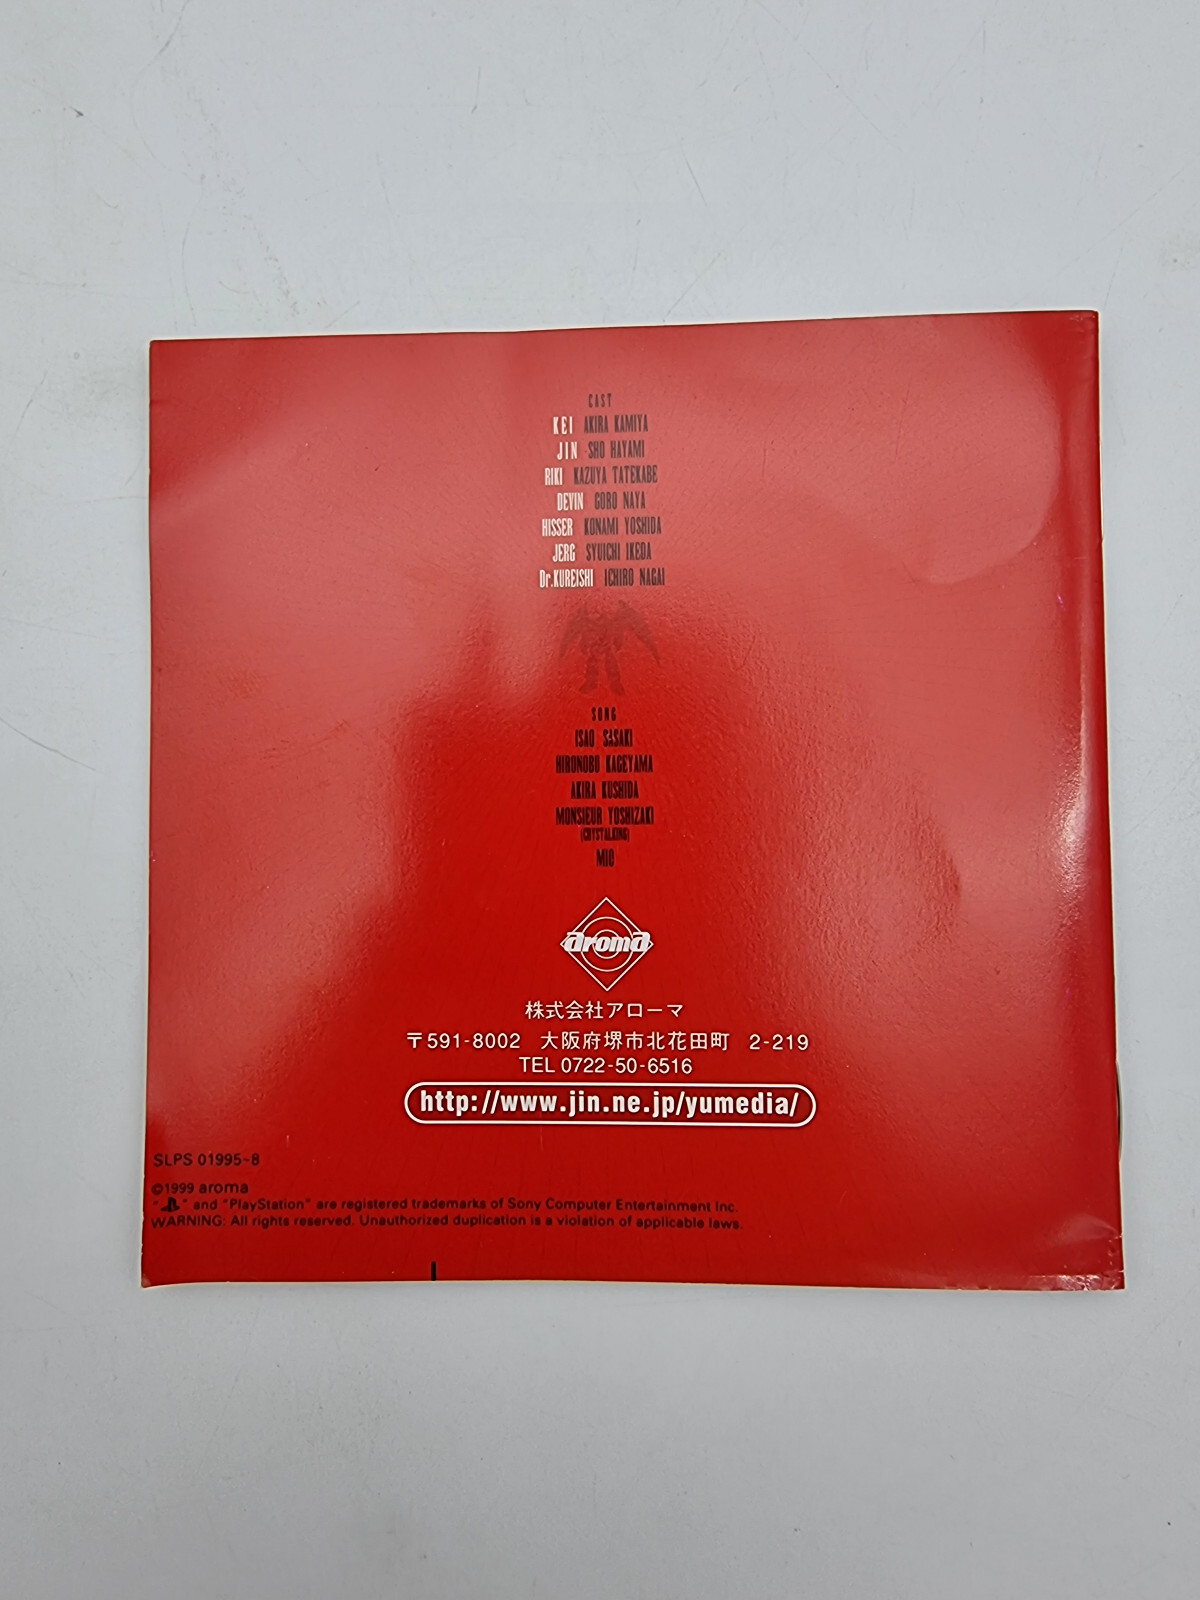 CAST
KEI AKIRA KAMIYA
JIN SHO HAYAMI
RIKI KAZUYA TATEKABE
DEVIN GORO NAYA
HISSER KONAMI YOSHIDA
JERG SYUICHI IKEDA
Dr.KUREISHI ICHIRO NAGAI
SONG
ISAO SASAKI
HIRONOBU KAGEYAMA
AKIRA KUSHIDA
MONSIEUR YOSHIZAKI
(CRYSTALKING)
MIO
aroma
株式会社アローマ
〒591-8002 大阪府堺市北花田町 2-219
TEL 0722-50-6516
http://www.jin.ne.jp/yumedia/
SLPS 01995~8
©1999 aroma
" " and "PlayStation" are registered trademarks of Sony Computer Entertainment Inc.
WARNING: All rights reserved. Unauthorized duplication is a violation of applicable laws.